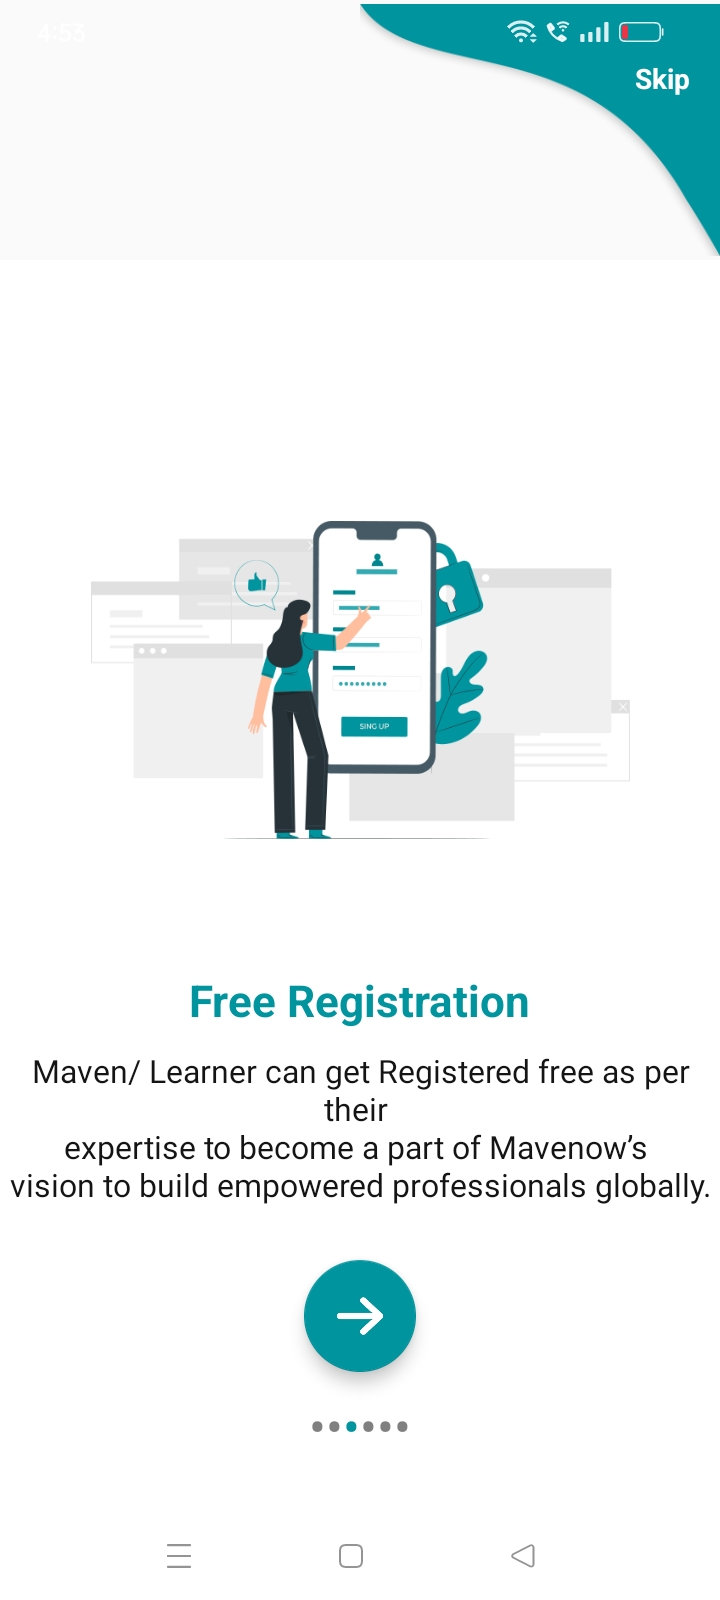 4:53
Skip
SING UP
Free Registration
Maven/ Learner can get Registered free as per
their
expertise to become a part of Mavenow’s
vision to build empowered professionals globally.